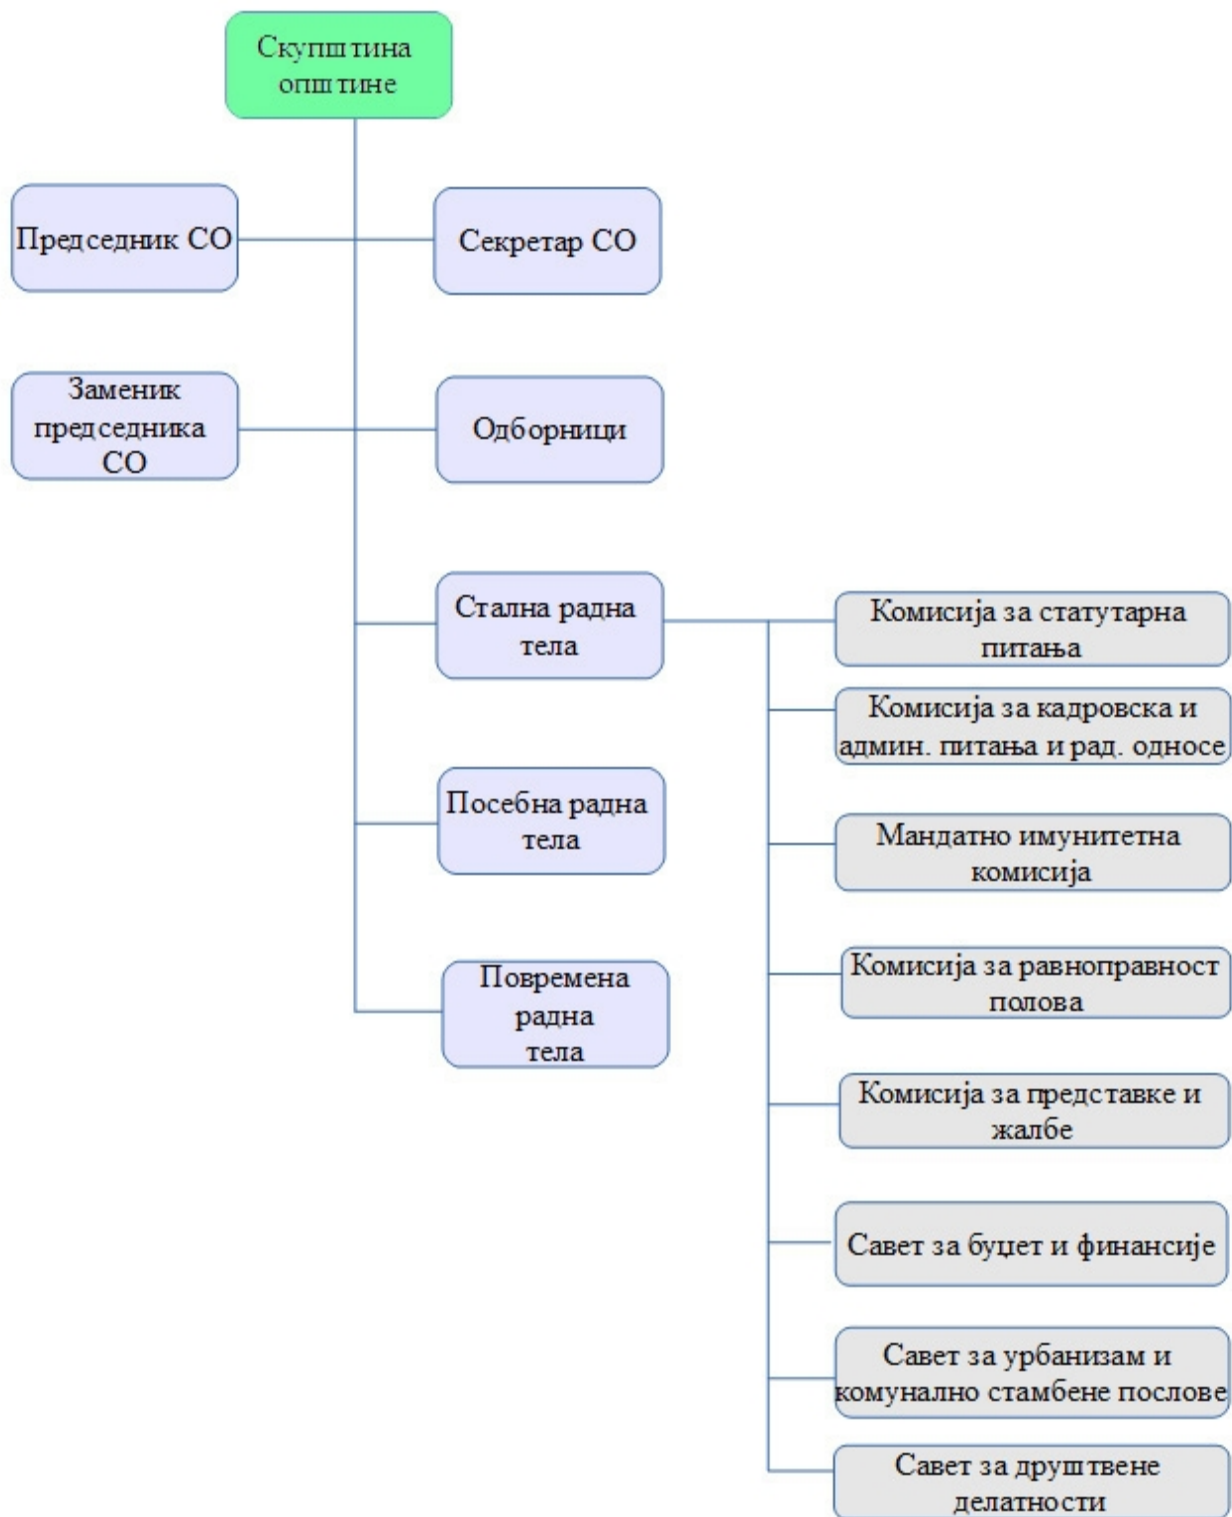 Скупштина
општине
Председник СО
Секретар СО
Заменик
председника
СО
Одборници
Стална радна
тела
Посебна радна
тела
Повремена
радна
тела
Комисија за статутарна
питања
Комисија за кадровска и
админ. питања и рад. односе
Мандатно имунитетна
комисија
Комисија за равноправност
полова
Комисија за представке и
жалбе
Савет за буџет и финансије
Савет за урбанизам и
комунално стамбене послове
Савет за друштвене
делатности